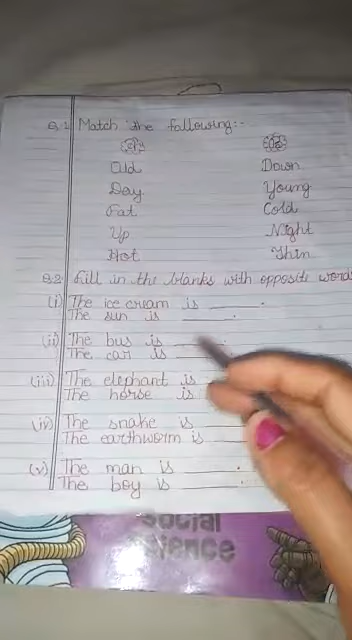 Q.1 Match the following:-
Old Down
Day Young
Fat Cold
Up Night
Hot Thin
Q.2 Fill in the blanks with opposite words
(i) The ice cream is ______.
The sun is ______.
(ii) The bus is ______.
The car is ______
(iii) The elephant is
The horse is
(iv) The snake is
The earthworm is
(v) The man is ______.
The boy is ______.
Social
Science